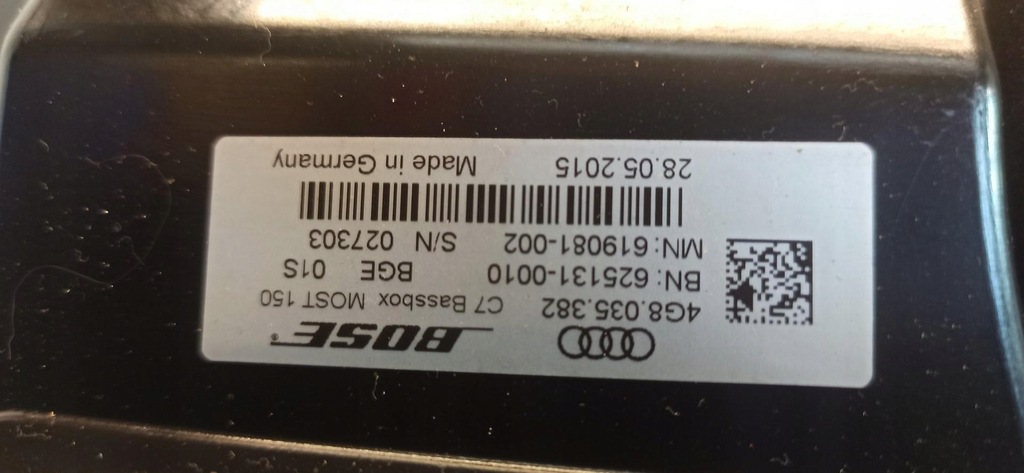 BOSE®
4G8.035.382 C7 Bassbox MOST 150
BN: 625131-0010 BGE 01S
MN: 619081-002 S/N 027303
28.05.2015 Made in Germany